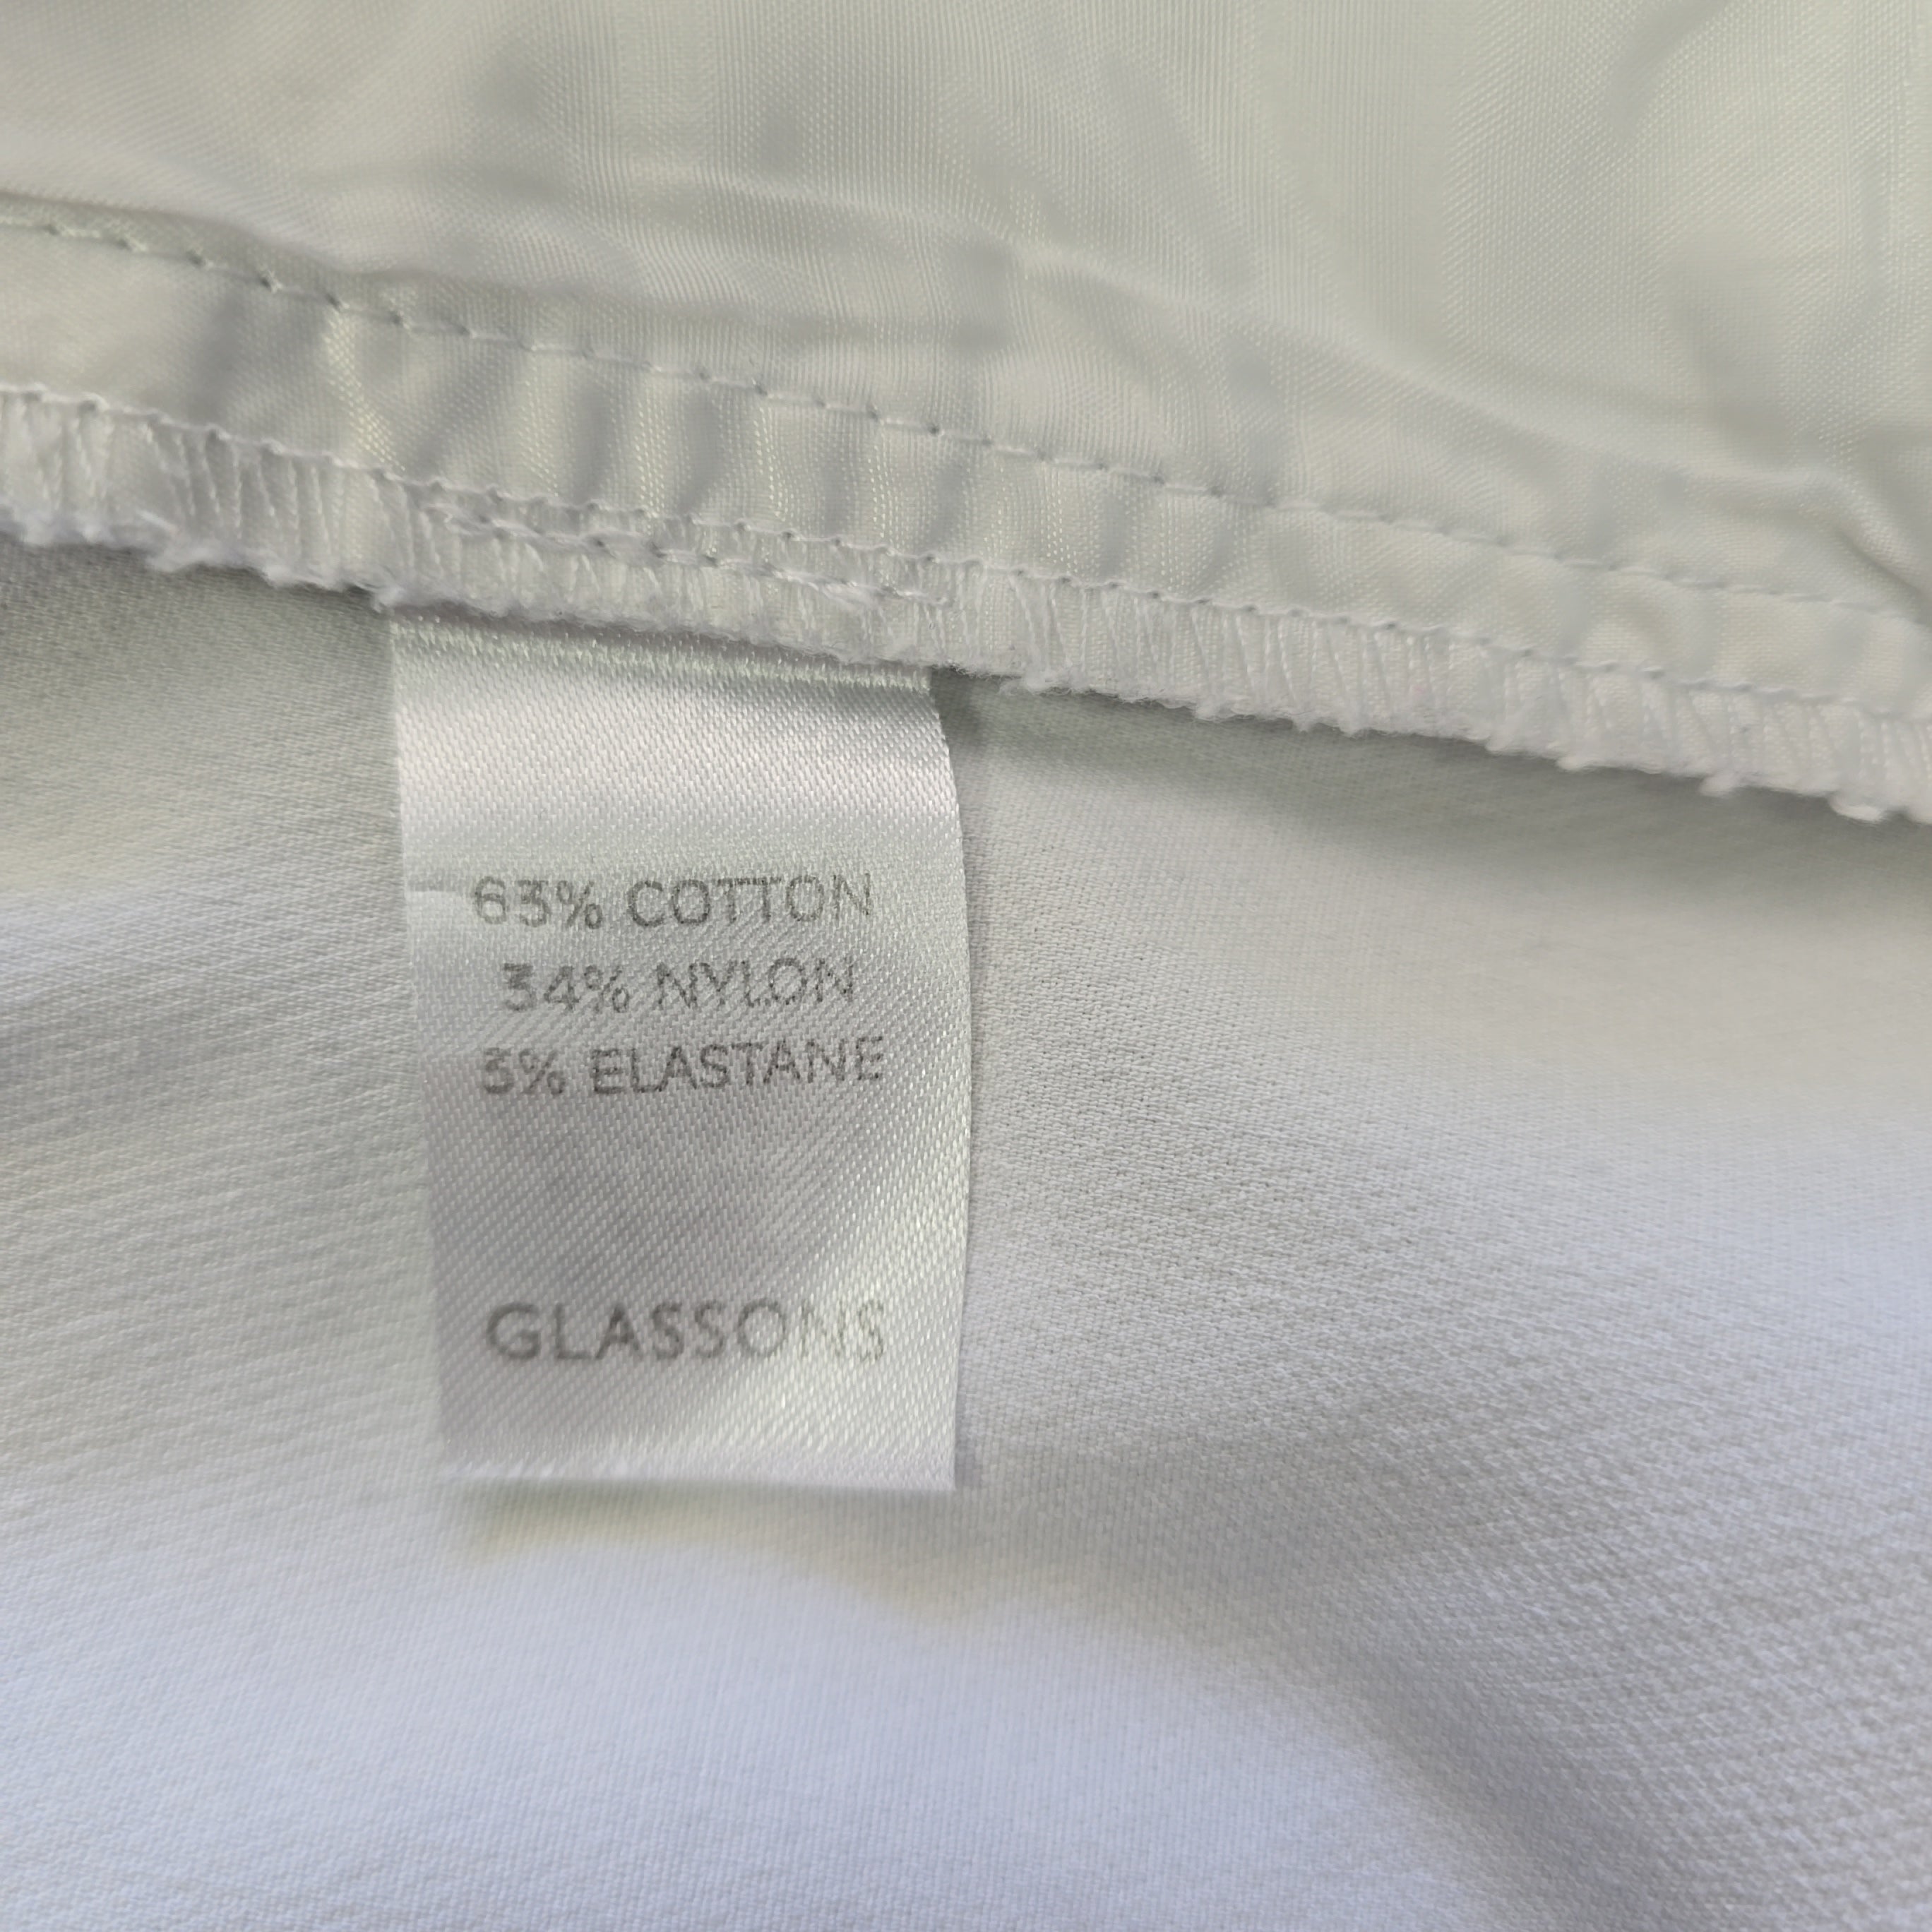 63% COTTON
34% NYLON
3% ELASTANE
GLASSONS